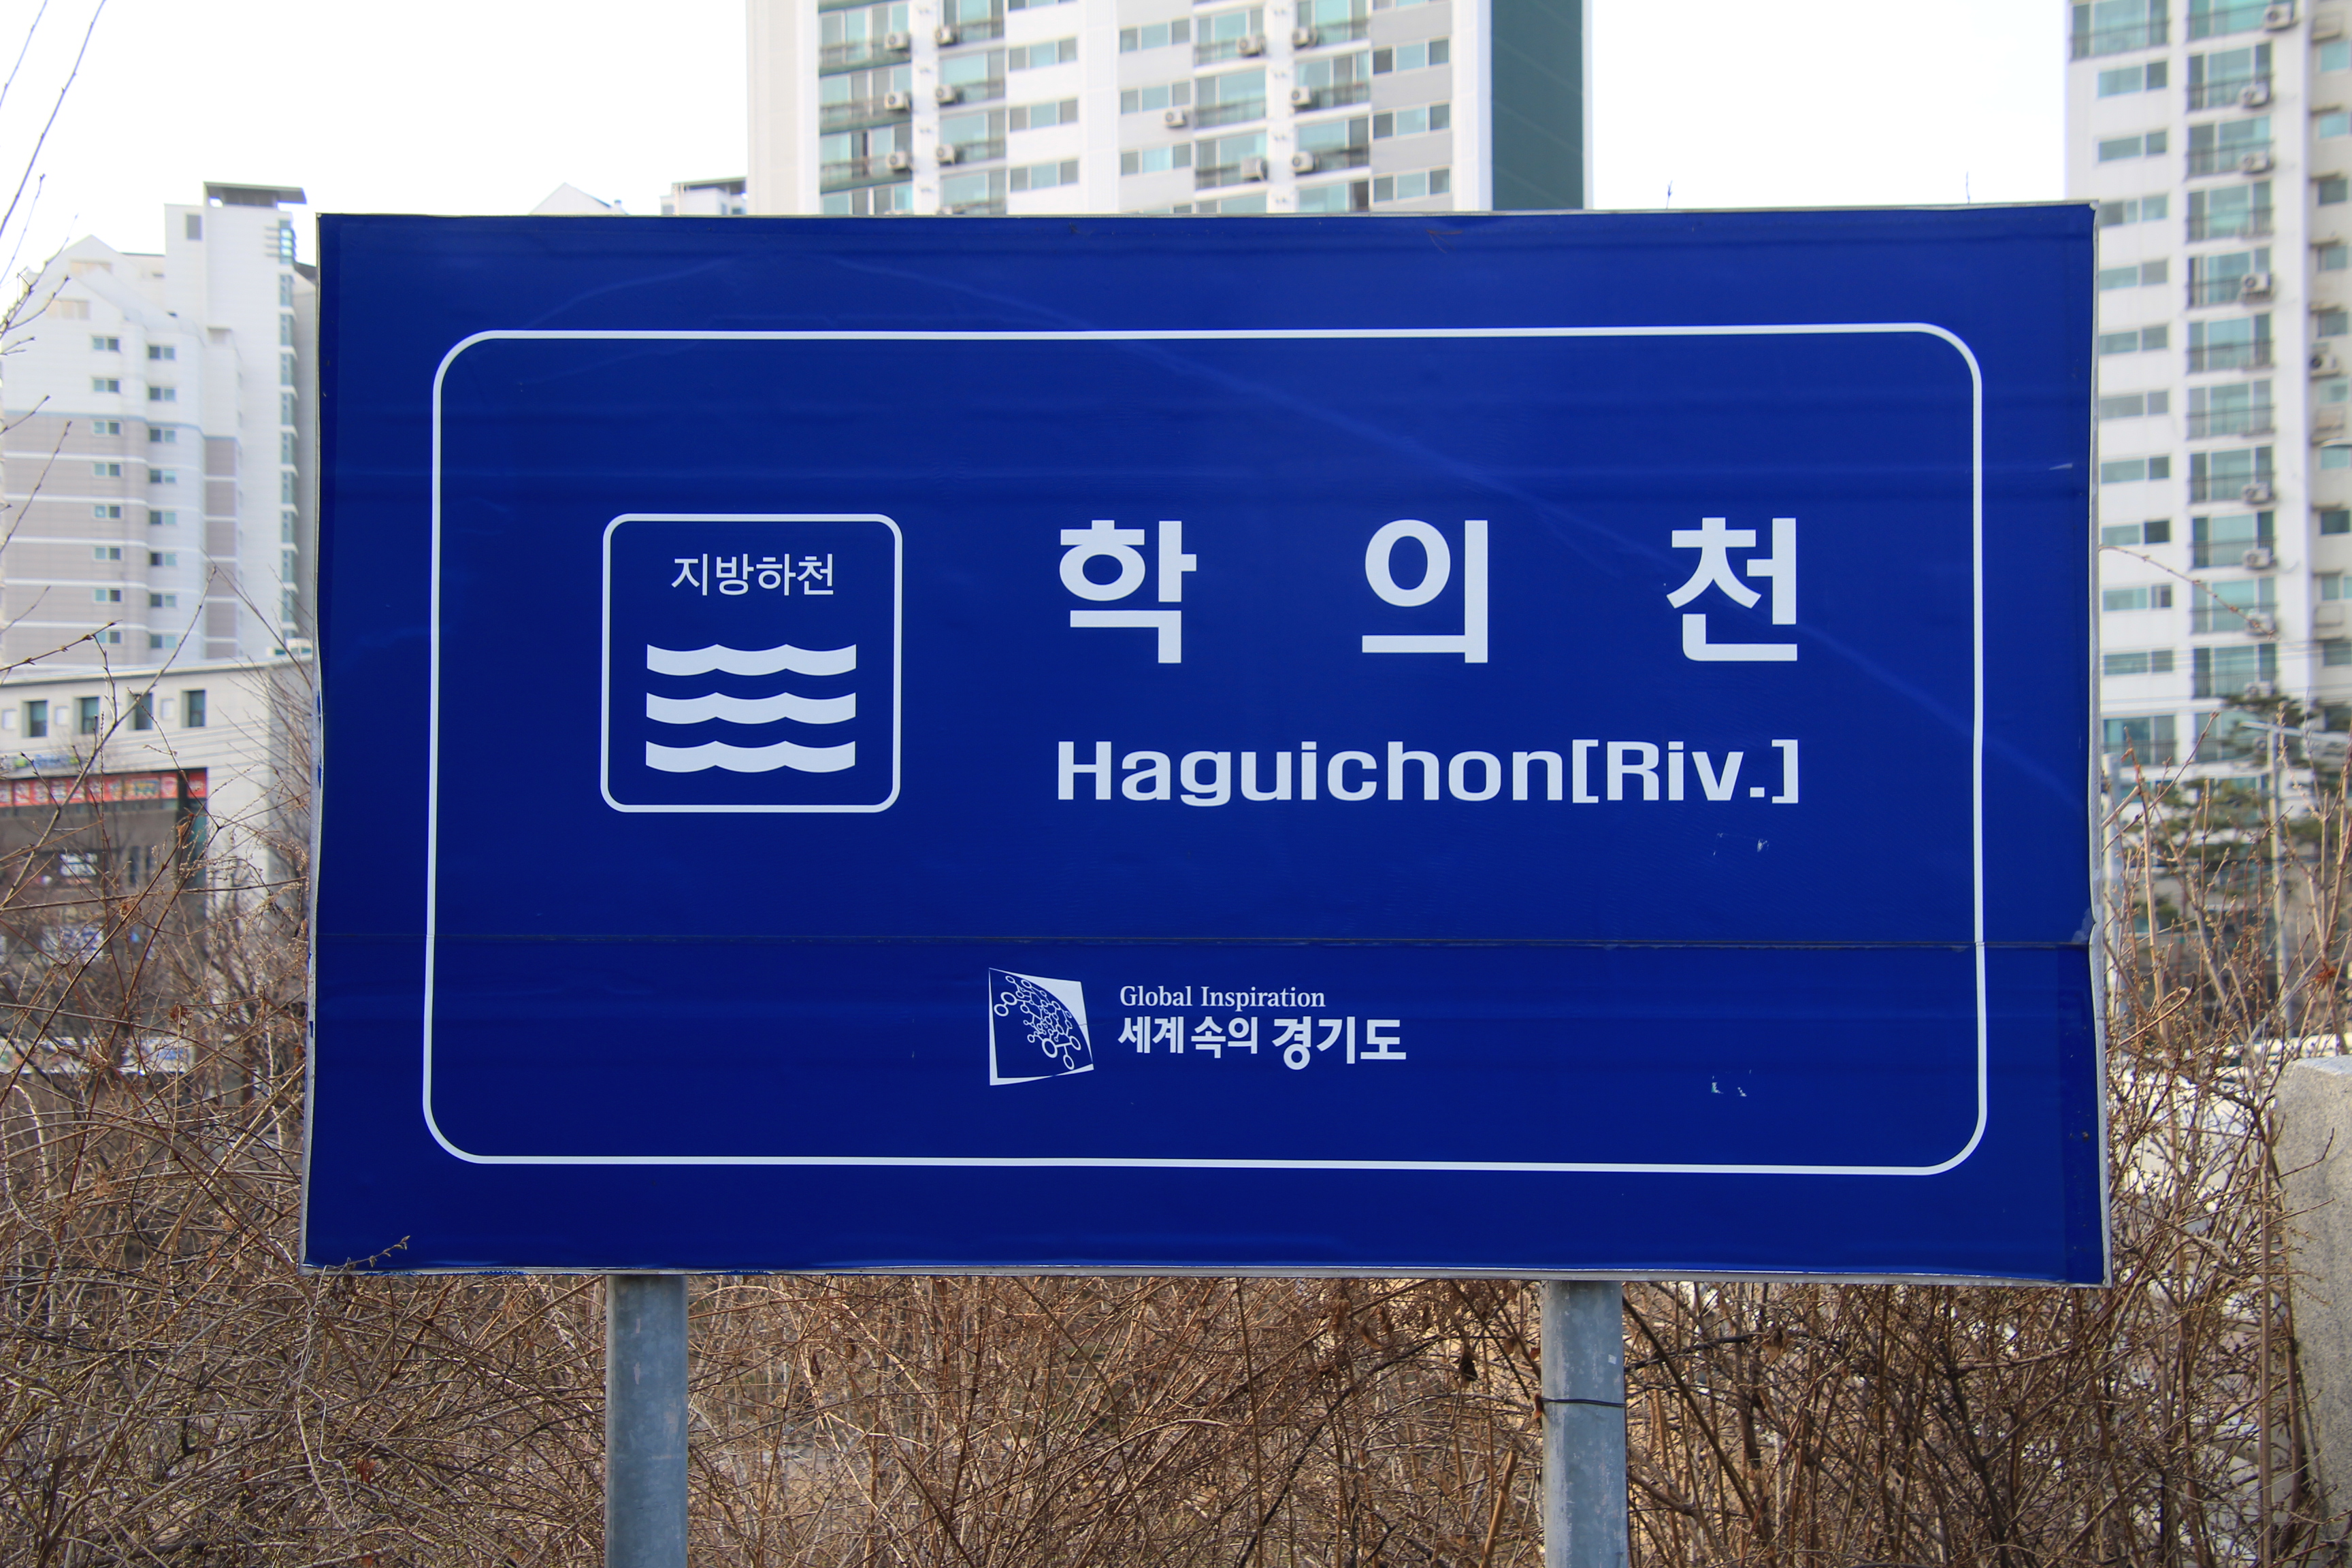 지방하천
학의천
Haguichon[Riv.]
Global Inspiration
세계 속의 경기도